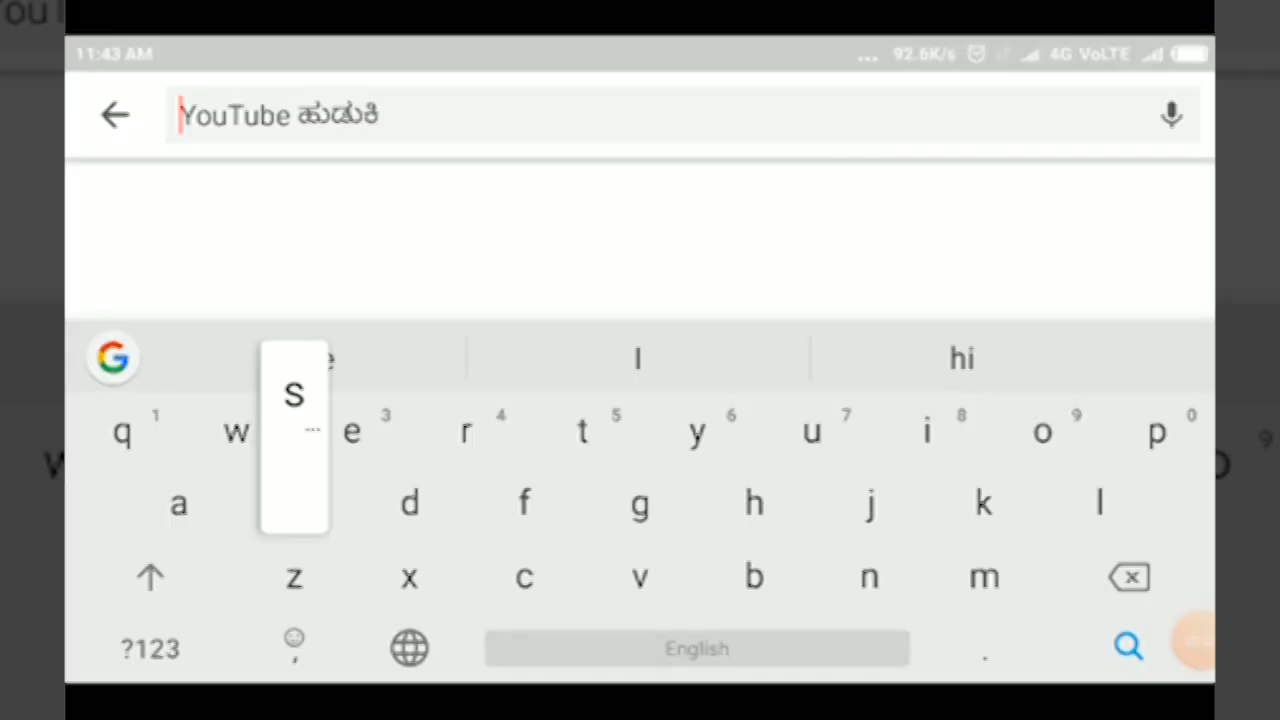 11:43 AM ... 92.6K/s 4G VoLTE
YouTube ಹುಡುಕಿ
I hi
S
q 1 w e 3 r 4 t 5 y 6 u 7 i 8 o 9 p 0
a d f g h j k l
z x c v b n m
?123 , English .